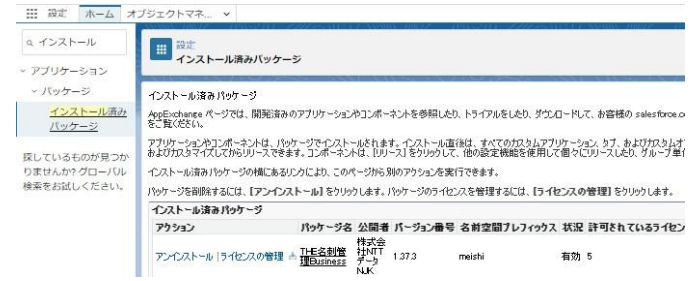 設定 ホーム オブジェクトマネ...
インストール
設定
インストール済みパッケージ
アプリケーション
パッケージ
インストール済み
パッケージ
探しているものが見つか
りませんか? グローバル
検索をお試しください。
インストール済みパッケージ
AppExchange ページでは、開発済みのアプリケーションやコンポーネントを参照したり、トライアルをしたり、ダウンロードして、お客様の salesforce.co
をご覧ください。
アプリケーションやコンポーネントは、パッケージでインストールされます。インストール直後は、すべてのカスタムアプリケーション、タブ、およびカスタムオ
およびカスタマイズしてからリリースできます。コンポーネントは、[リリース] をクリックして、他の設定機能を使用して個々にリリースしたり、グループ単位
インストール済みパッケージの横にあるリンクにより、このページから別のアクションを実行できます。
パッケージを削除するには、[アンインストール] をクリックします。パッケージのライセンスを管理するには、[ライセンスの管理] をクリックします。
インストール済みパッケージ
アクション パッケージ名 公開者 バージョン番号 名前空間プレフィックス 状況 許可されているライセン
アンインストール | ライセンスの管理 THE名刺管理Business 株式会社NTTデータNJK 1.37.3 meishi 有効 5